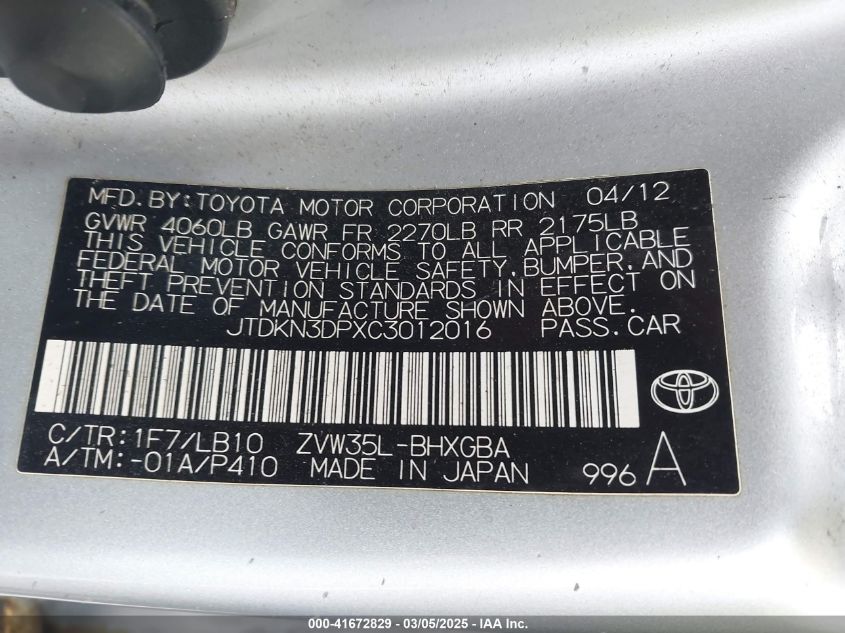 MFD. BY: TOYOTA MOTOR CORPORATION 04/12
GVWR 4060LB GAWR FR 2270LB RR 2175LB
THIS VEHICLE CONFORMS TO ALL APPLICABLE
FEDERAL MOTOR VEHICLE SAFETY, BUMPER, AND
THEFT PREVENTION STANDARDS IN EFFECT ON
THE DATE OF MANUFACTURE SHOWN ABOVE.
JTDKN3DPXC3012016 PASS. CAR
C/TR: 1F7/LB10 ZVW35L-BHXGBA
A/TM: -01A/P410 MADE IN JAPAN 996 A
000-41672829 | 03/05/2025 - IAA Inc.